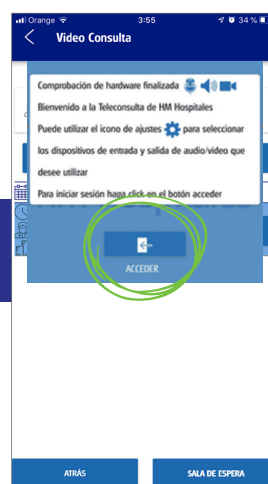 Orange 3:55 34 %
Video Consulta
Comprobación de hardware finalizada
Bienvenido a la Teleconsulta de HM Hospitales
Puede utilizar el icono de ajustes para seleccionar
los dispositivos de entrada y salida de audio/video que
desee utilizar
Para iniciar sesión haga click en el botón acceder
ACCEDER
ATRÁS SALA DE ESPERA